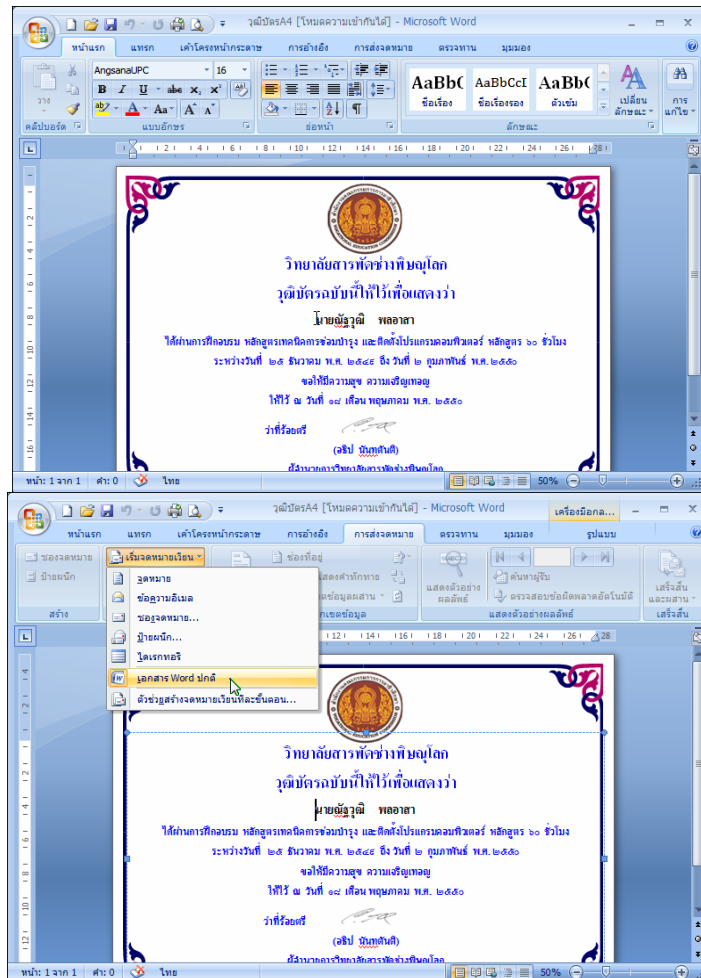 วุฒิบัตรA4 [โหมดความเข้ากันได้] - Microsoft Word
หน้าแรก แทรก เค้าโครงหน้ากระดาษ การอ้างอิง การส่งจดหมาย ตรวจทาน มุมมอง
AngsanaUPC 16
AaBb( AaBbCcI AaBb(
วาง ชื่อเรื่อง ชื่อเรื่องรอง ตัวเข้ม เปลี่ยนลักษณะ การแก้ไข
คลิปบอร์ด แบบอักษร ย่อหน้า ลักษณะ
วิทยาลัยสารพัดช่างพิษณุโลก
วุฒิบัตรฉบับนี้ให้ไว้เพื่อแสดงว่า
นายณัฐวุฒิ พลอาสา
ได้ผ่านการฝึกอบรม หลักสูตรเทคนิคการซ่อมบำรุง และติดตั้งโปรแกรมคอมพิวเตอร์ หลักสูตร ๖๐ ชั่วโมง
ระหว่างวันที่ ๒๕ ธันวาคม พ.ศ. ๒๕๔๙ ถึง วันที่ ๒ กุมภาพันธ์ พ.ศ.๒๕๕๐
ขอให้มีความสุข ความเจริญเทอญ
ให้ไว้ ณ วันที่ ๑๘ เดือน พฤษภาคม พ.ศ. ๒๕๕๐
ว่าที่ร้อยตรี
(อธิป นันทตันติ)
ผู้อำนวยการวิทยาลัยสารพัดช่างพิษณุโลก
หน้า: 1 จาก 1 คำ: 0 ไทย 50%
วุฒิบัตรA4 [โหมดความเข้ากันได้] - Microsoft Word เครื่องมือกล...
หน้าแรก แทรก เค้าโครงหน้ากระดาษ การอ้างอิง การส่งจดหมาย ตรวจทาน มุมมอง รูปแบบ
ซองจดหมาย เริ่มจดหมายเวียน ช่องที่อยู่ ค้นหาผู้รับ
ป้ายผนึก ตรวจสอบข้อผิดพลาดอัตโนมัติ
แสดงตัวอย่างผลลัพธ์ เสร็จสิ้นและผสาน
สร้าง แสดงตัวอย่างผลลัพธ์ เสร็จสิ้น
จดหมาย
ข้อความอีเมล
ซองจดหมาย...
ป้ายผนึก...
ไดเรกทอรี
เอกสาร Word ปกติ
ตัวช่วยสร้างจดหมายเวียนทีละขั้นตอน...
วิทยาลัยสารพัดช่างพิษณุโลก
วุฒิบัตรฉบับนี้ให้ไว้เพื่อแสดงว่า
นายณัฐวุฒิ พลอาสา
ได้ผ่านการฝึกอบรม หลักสูตรเทคนิคการซ่อมบำรุง และติดตั้งโปรแกรมคอมพิวเตอร์ หลักสูตร ๖๐ ชั่วโมง
ระหว่างวันที่ ๒๕ ธันวาคม พ.ศ. ๒๕๔๙ ถึง วันที่ ๒ กุมภาพันธ์ พ.ศ.๒๕๕๐
ขอให้มีความสุข ความเจริญเทอญ
ให้ไว้ ณ วันที่ ๑๘ เดือน พฤษภาคม พ.ศ. ๒๕๕๐
ว่าที่ร้อยตรี
(อธิป นันทตันติ)
ผู้อำนวยการวิทยาลัยสารพัดช่างพิษณุโลก
หน้า: 1 จาก 1 คำ: 0 ไทย 50%